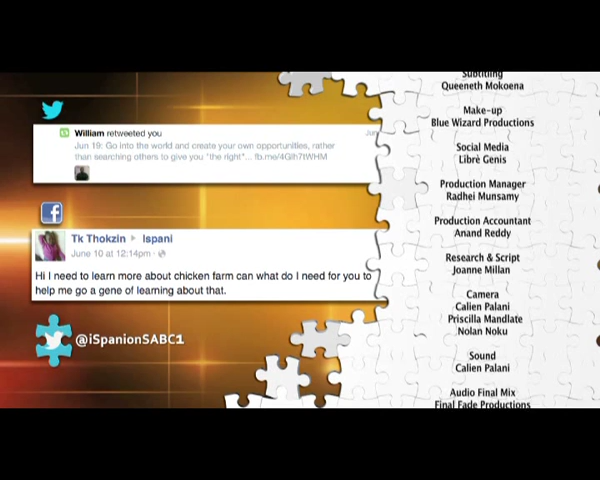 William retweeted you
Jun
Jun 19: Go into the world and create your own opportunities, rather
than searching others to give you "the right"... fb.me/4Gih7tWHM
Tk Thokzin ▸ Ispani
June 10 at 12:14pm ·
Hi I need to learn more about chicken farm can what do I need for you to
help me go a gene of learning about that.
@iSpanionSABC1
Subtitling
Queeneth Mokoena
Make-up
Blue Wizard Productions
Social Media
Librè Genis
Production Manager
Radhei Munsamy
Production Accountant
Anand Reddy
Research & Script
Joanne Millan
Camera
Calien Palani
Priscilla Mandlate
Nolan Noku
Sound
Calien Palani
Audio Final Mix
Final Fade Productions